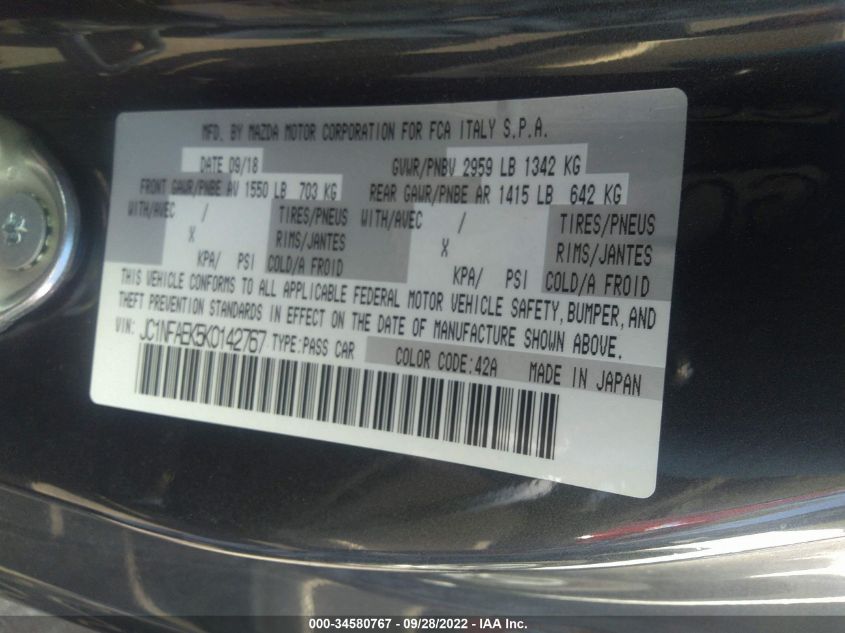 MFD. BY MAZDA MOTOR CORPORATION FOR FCA ITALY S.P.A.
DATE 09/18 GVWR/PNBV 2959 LB 1342 KG
FRONT GAWR/PNBE AV 1550 LB 703 KG REAR GAWR/PNBE AR 1415 LB 642 KG
WITH/AVEC / TIRES/PNEUS WITH/AVEC / TIRES/PNEUS
X RIMS/JANTES X RIMS/JANTES
KPA/ PSI COLD/A FROID KPA/ PSI COLD/A FROID
THIS VEHICLE CONFORMS TO ALL APPLICABLE FEDERAL MOTOR VEHICLE SAFETY, BUMPER, AND
THEFT PREVENTION STANDARDS IN EFFECT ON THE DATE OF MANUFACTURE SHOWN ABOVE.
VIN: JC1NFAEK5K0142767 TYPE:PASS CAR COLOR CODE:42A MADE IN JAPAN
000-34580767 - 09/28/2022 - IAA Inc.